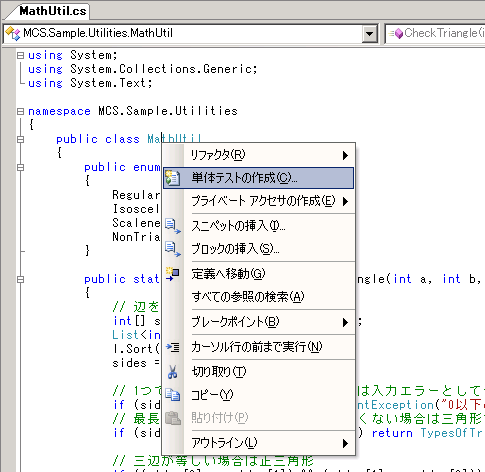 MathUtil.cs
MCS.Sample.Utilities.MathUtil
CheckTriangle(i
using System;
using System.Collections.Generic;
using System.Text;
namespace MCS.Sample.Utilities
{
public class MathUtil
{
public enum
{
Regular
Isoscel
Scalene
NonTria
}
public stat
angle(int a, int b,
{
// 辺を
int[] s
;
List<in
l.Sort(
sides =
// 1つで
は入力エラーとして
if (sid
ntException("0以下の
// 最長
くない場合は三角形で
if (sid
) return TypesOfTr
// 三辺が等しい場合は正三角形
リファクタ(R)
単体テストの作成(C)...
プライベート アクセサの作成(E)
スニペットの挿入(I)...
ブロックの挿入(S)...
定義へ移動(G)
すべての参照の検索(A)
ブレークポイント(B)
カーソル行の前まで実行(N)
切り取り(T)
コピー(Y)
貼り付け(P)
アウトライン(L)